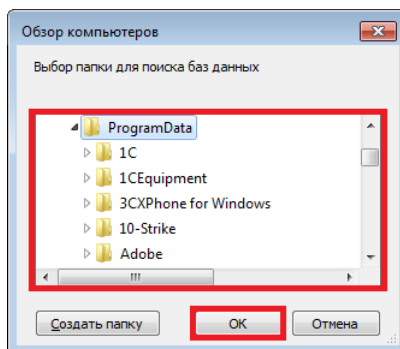 Обзор компьютеров
Выбор папки для поиска баз данных
ProgramData
1C
1CEquipment
3CXPhone for Windows
10-Strike
Adobe
Создать папку
OK
Отмена